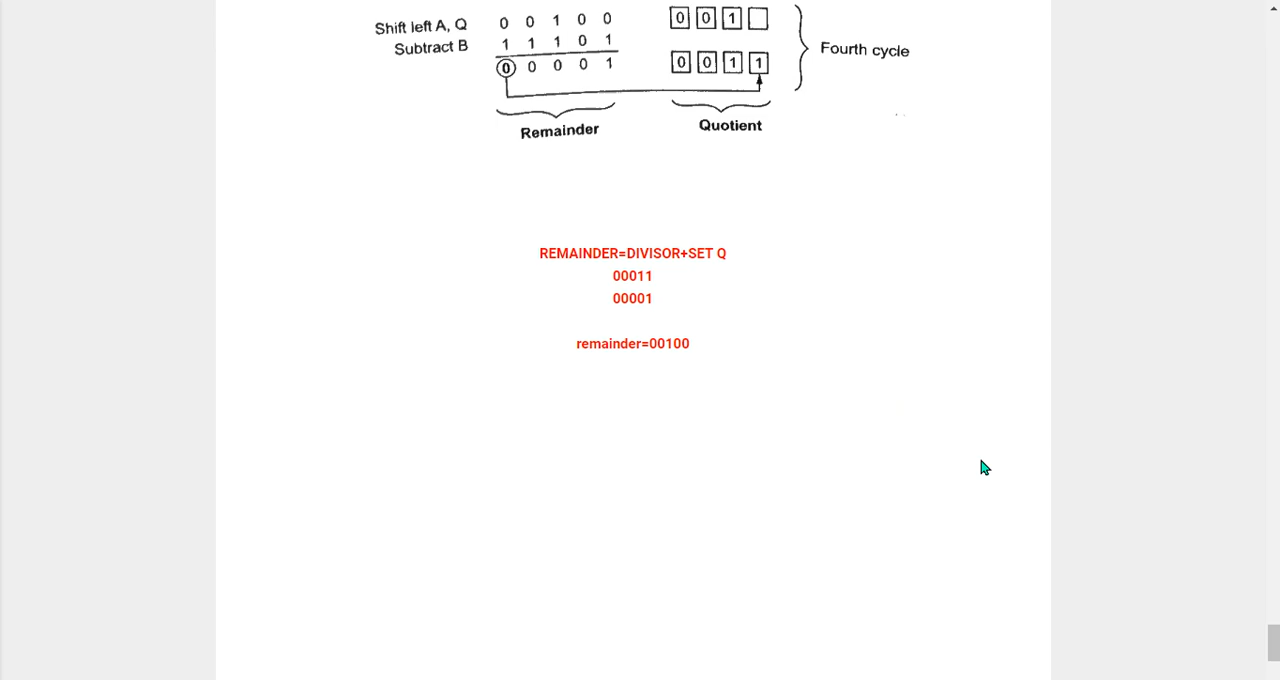 Shift left A, Q 0 0 1 0 0 0 0 1
Subtract B 1 1 1 0 1
Fourth cycle
0 0 0 0 1 0 0 1 1
Remainder Quotient
REMAINDER=DIVISOR+SET Q
00011
00001
remainder=00100